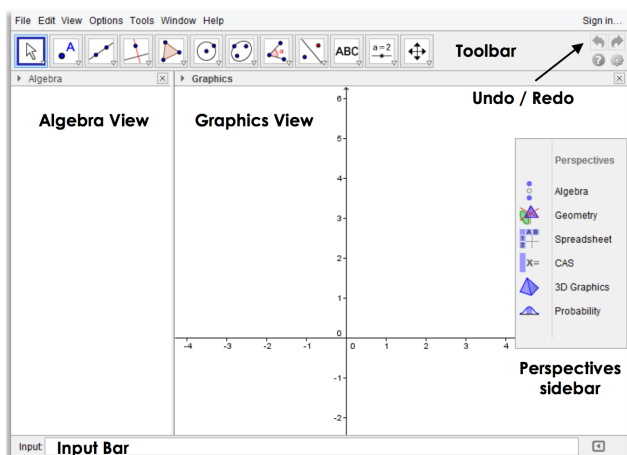 File Edit View Options Tools Window Help Sign in...
A α ABC a=2 Toolbar
Undo / Redo
Algebra Graphics
Algebra View Graphics View
6
5
4
3
2
1
0
-4 -3 -2 -1 0 1 2 3 4
-1
-2
Perspectives
Algebra
Geometry
A B
1
2
Spreadsheet
X= CAS
3D Graphics
Probability
Perspectives
sidebar
Input: Input Bar